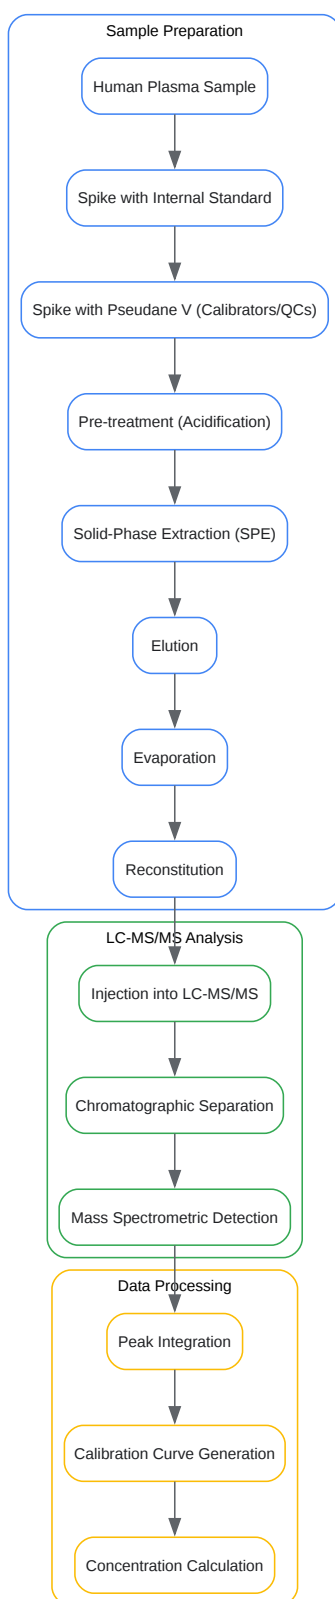 Sample Preparation
Human Plasma Sample
Spike with Internal Standard
Spike with Pseudane V (Calibrators/QCs)
Pre-treatment (Acidification)
Solid-Phase Extraction (SPE)
Elution
Evaporation
Reconstitution
LC-MS/MS Analysis
Injection into LC-MS/MS
Chromatographic Separation
Mass Spectrometric Detection
Data Processing
Peak Integration
Calibration Curve Generation
Concentration Calculation